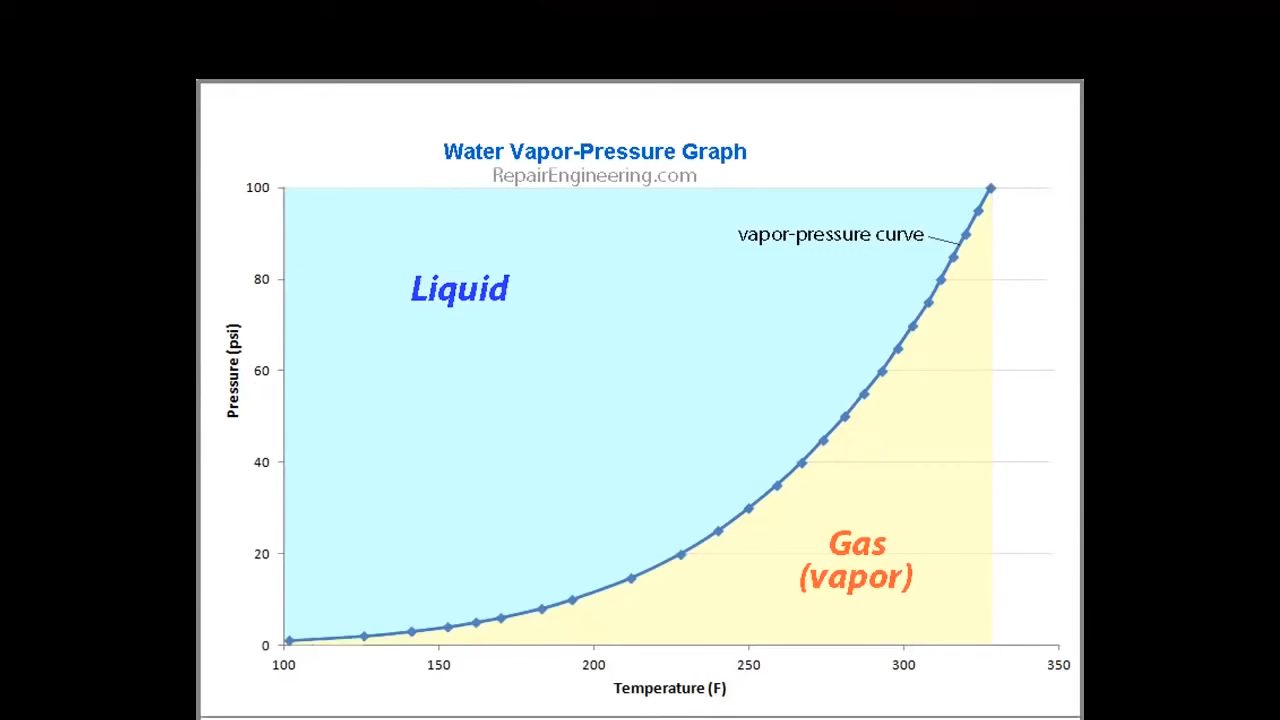 Water Vapor-Pressure Graph
RepairEngineering.com
100
vapor-pressure curve
Liquid
80
Pressure (psi)
60
40
Gas
(vapor)
20
0
100 150 200 250 300 350
Temperature (F)